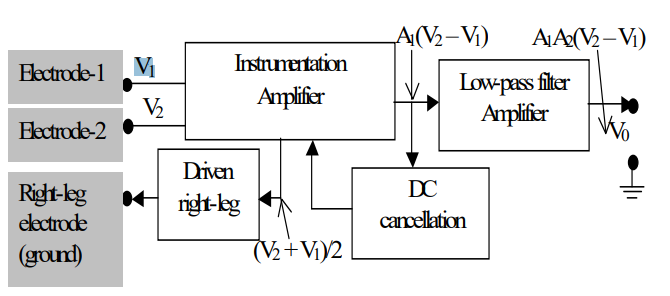 A₁(V₂ – V₁)
A₁A₂(V₂ – V₁)
Electrode-1
V₁
Instrumentation
Amplifier
Low-pass filter
Amplifier
V₂
Electrode-2
V₀
Driven
right-leg
DC
cancellation
Right-leg
electrode
(ground)
(V₂ + V₁)/2